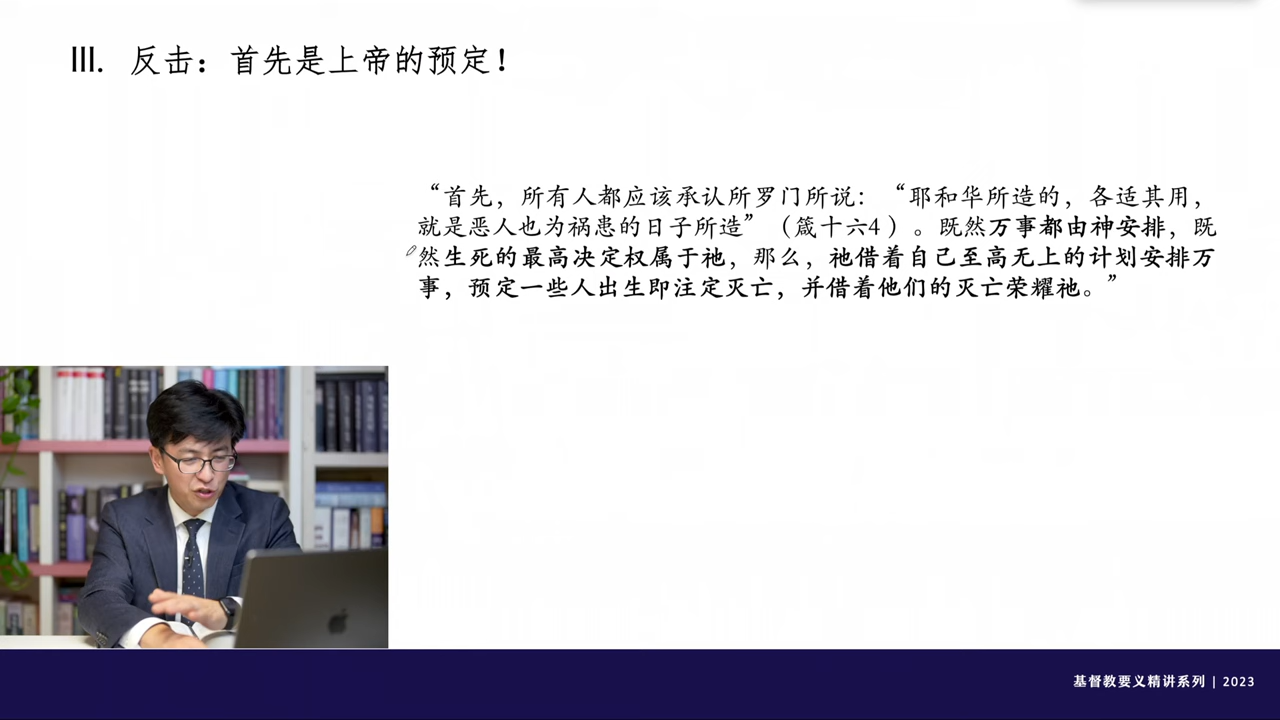 III. 反击：首先是上帝的预定！
“首先，所有人都应该承认所罗门所说：“耶和华所造的，各适其用，
就是恶人也为祸患的日子所造”（箴十六4）。既然万事都由神安排，既
然生死的最高决定权属于祂，那么，祂借着自己至高无上的计划安排万
事，预定一些人出生即注定灭亡，并借着他们的灭亡荣耀祂。”
基督教要义精讲系列 | 2023